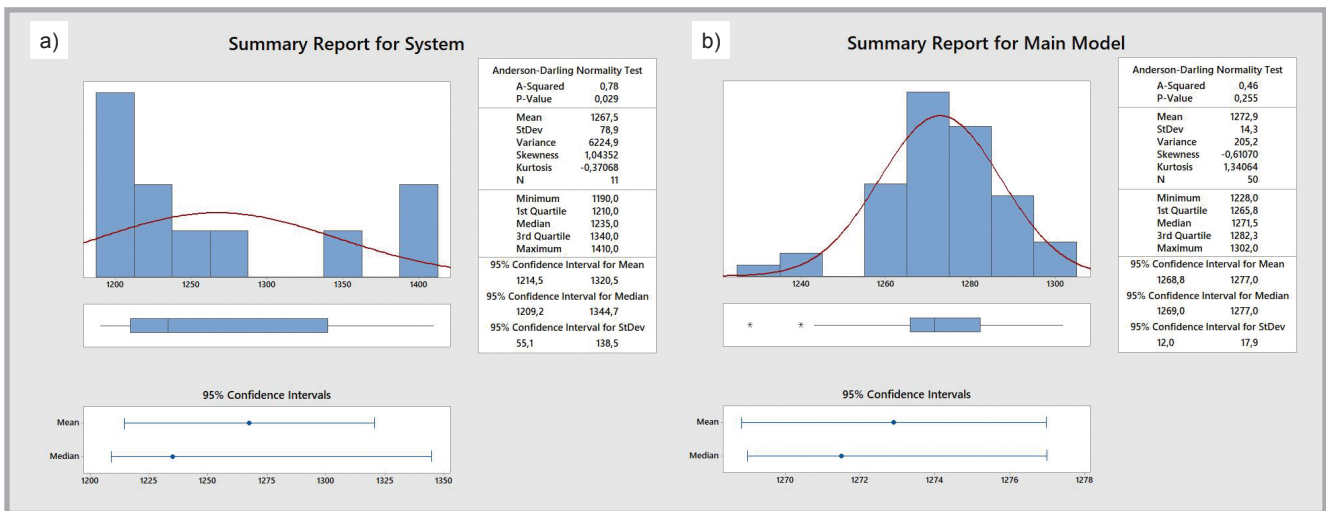 a)
Summary Report for System
Anderson-Darling Normality Test
A-Squared 0,78
P-Value 0,029
Mean 1267,5
StDev 78,9
Variance 6224,9
Skewness 1,04352
Kurtosis -0,37068
N 11
Minimum 1190,0
1st Quartile 1210,0
Median 1235,0
3rd Quartile 1340,0
Maximum 1410,0
95% Confidence Interval for Mean
1214,5 1320,5
95% Confidence Interval for Median
1209,2 1344,7
95% Confidence Interval for StDev
55,1 138,5
1200 1250 1300 1350 1400
95% Confidence Intervals
Mean
Median
1200 1225 1250 1275 1300 1325 1350
b)
Summary Report for Main Model
Anderson-Darling Normality Test
A-Squared 0,46
P-Value 0,255
Mean 1272,9
StDev 14,3
Variance 205,2
Skewness -0,61070
Kurtosis 1,34064
N 50
Minimum 1228,0
1st Quartile 1265,8
Median 1271,5
3rd Quartile 1282,3
Maximum 1302,0
95% Confidence Interval for Mean
1268,8 1277,0
95% Confidence Interval for Median
1269,0 1277,0
95% Confidence Interval for StDev
12,0 17,9
1240 1260 1280 1300
95% Confidence Intervals
Mean
Median
1270 1272 1274 1276 1278